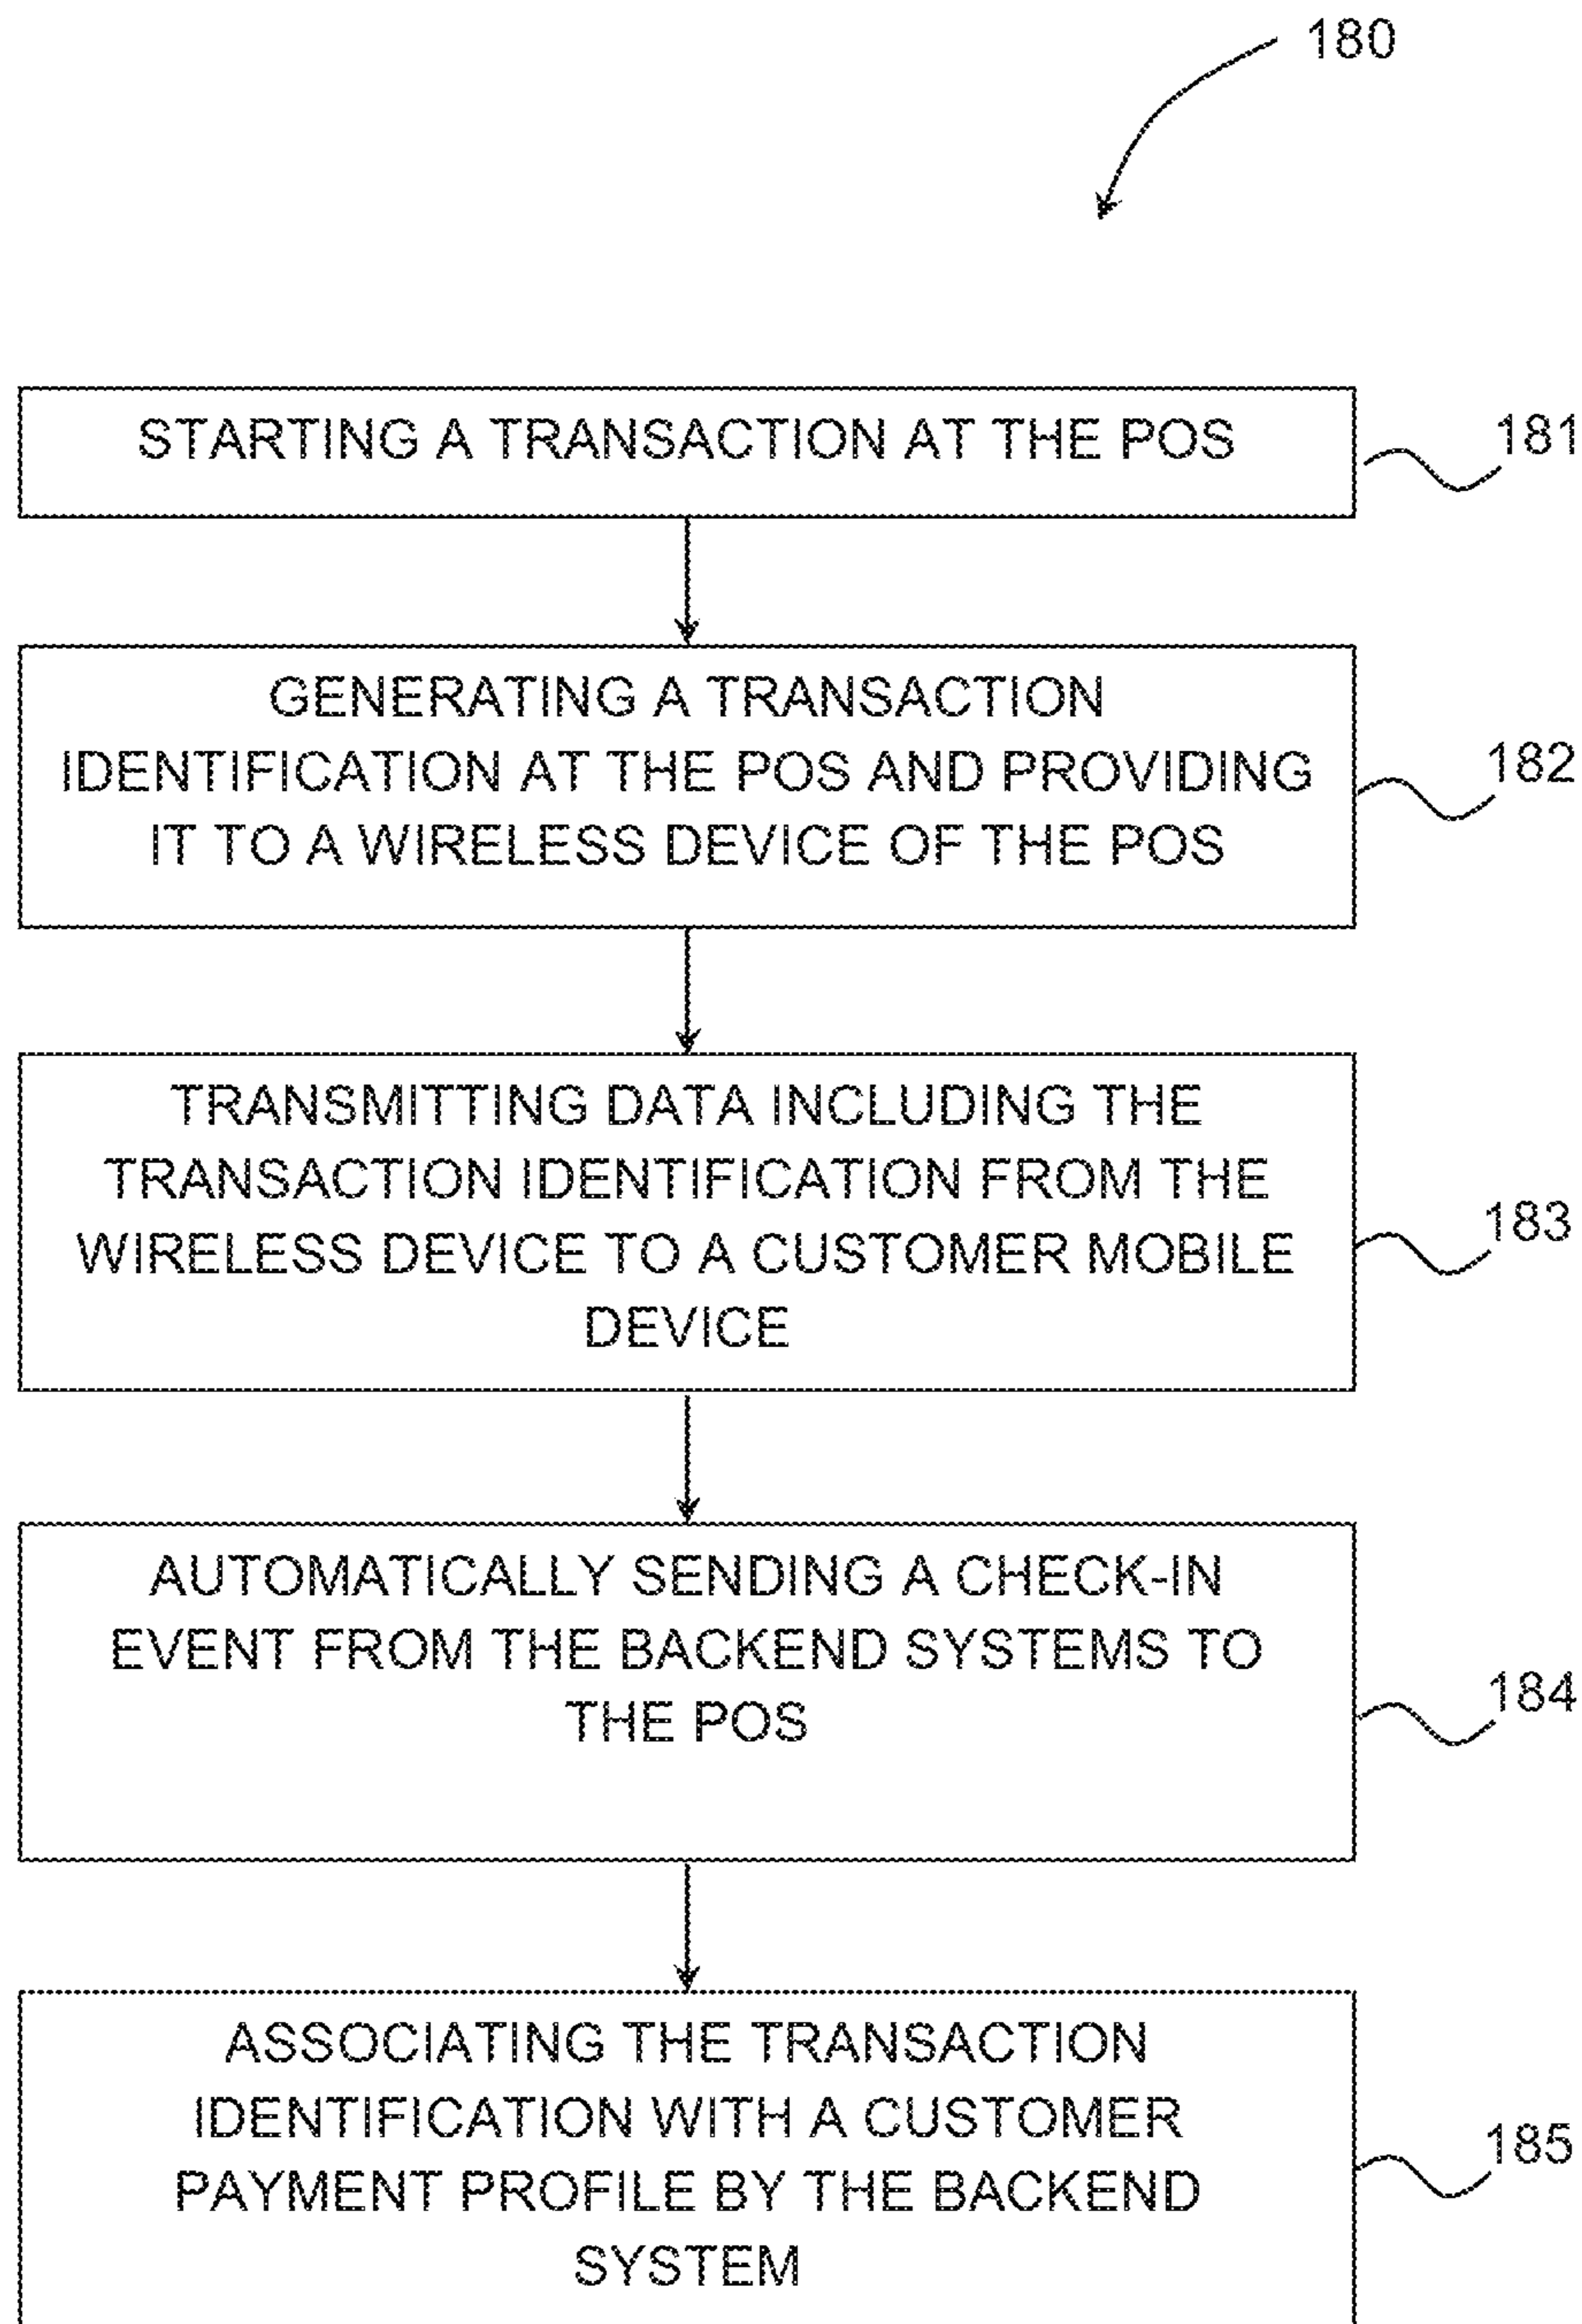 180
STARTING A TRANSACTION AT THE POS
181
GENERATING A TRANSACTION
IDENTIFICATION AT THE POS AND PROVIDING
IT TO A WIRELESS DEVICE OF THE POS
182
TRANSMITTING DATA INCLUDING THE
TRANSACTION IDENTIFICATION FROM THE
WIRELESS DEVICE TO A CUSTOMER MOBILE
DEVICE
183
AUTOMATICALLY SENDING A CHECK-IN
EVENT FROM THE BACKEND SYSTEMS TO
THE POS
184
ASSOCIATING THE TRANSACTION
IDENTIFICATION WITH A CUSTOMER
PAYMENT PROFILE BY THE BACKEND
SYSTEM
185